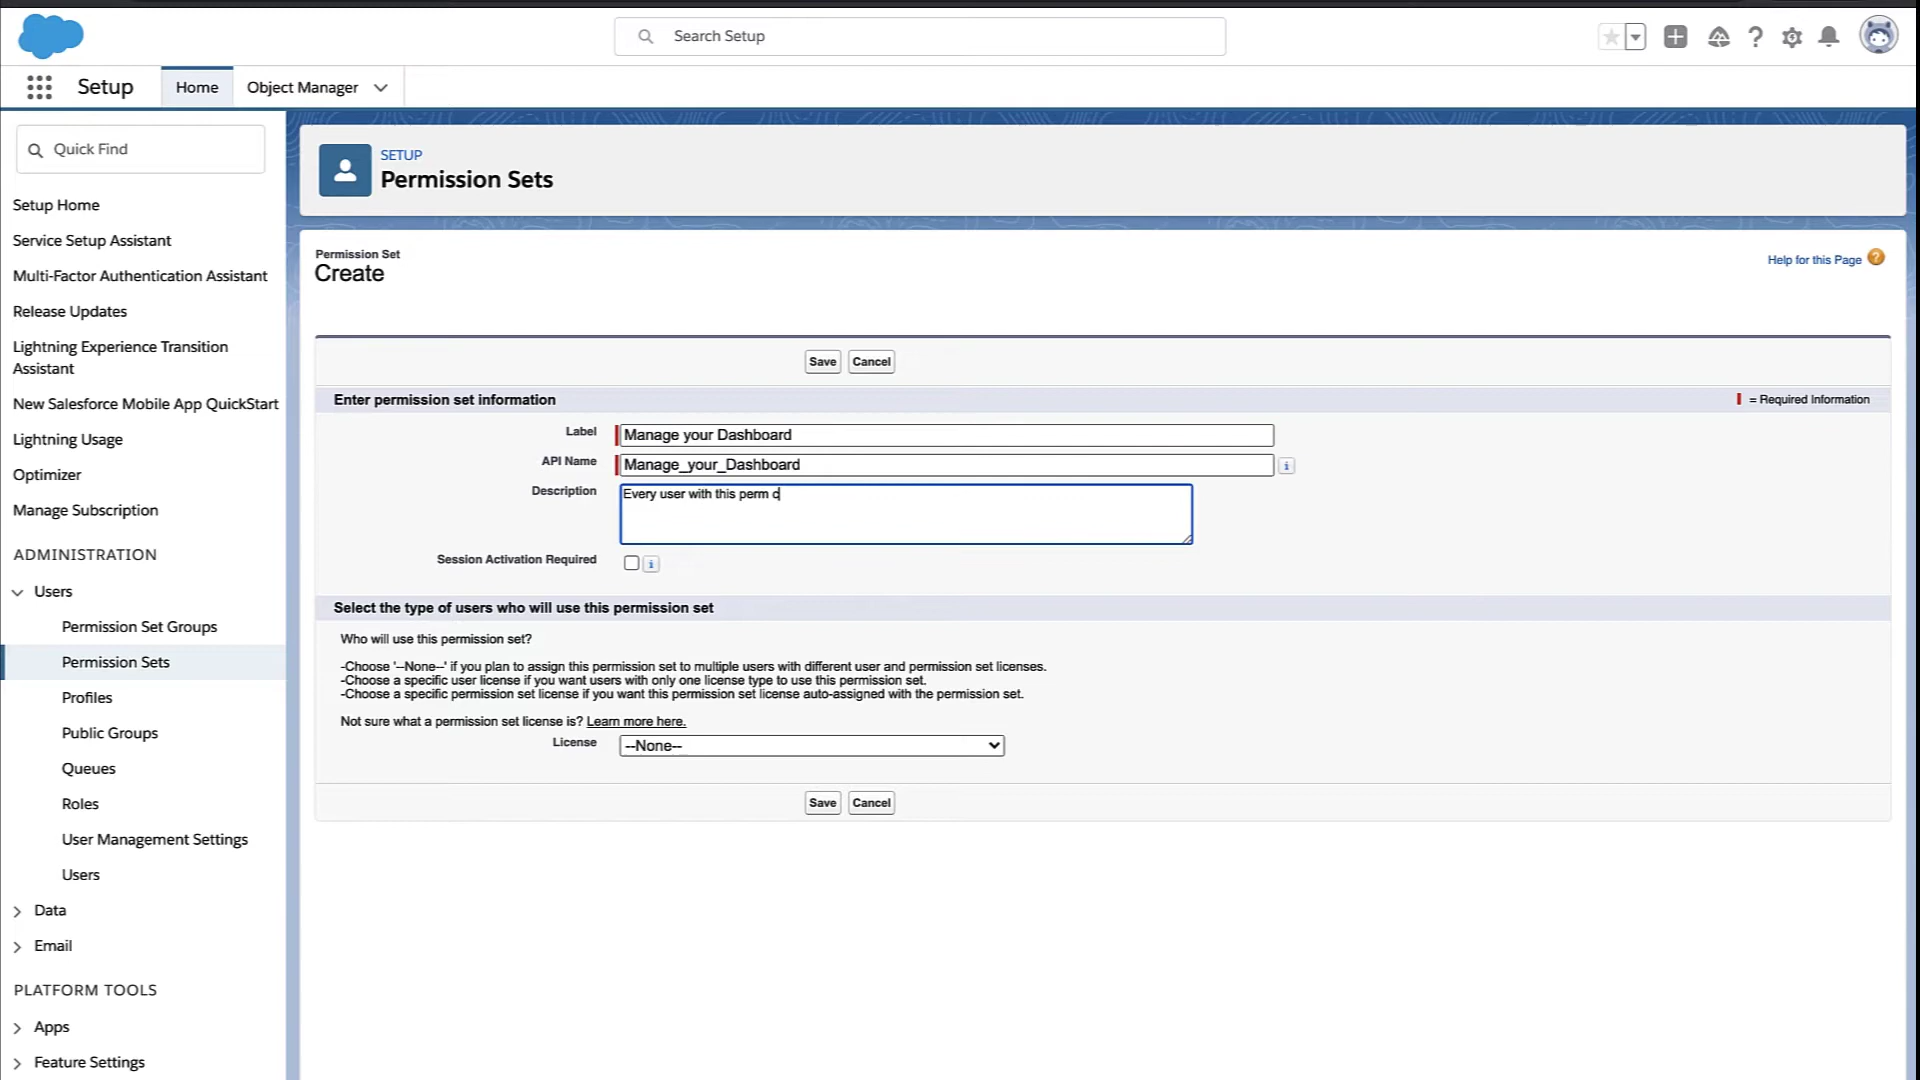 Search Setup
Setup
Home
Object Manager
Quick Find
Setup Home
Service Setup Assistant
Multi-Factor Authentication Assistant
Release Updates
Lightning Experience Transition
Assistant
New Salesforce Mobile App QuickStart
Lightning Usage
Optimizer
Manage Subscription
ADMINISTRATION
Users
Permission Set Groups
Permission Sets
Profiles
Public Groups
Queues
Roles
User Management Settings
Users
Data
Email
PLATFORM TOOLS
Apps
Feature Settings
SETUP
Permission Sets
Permission Set
Create
Help for this Page ?
Save Cancel
Enter permission set information
= Required Information
Label Manage your Dashboard
API Name Manage_your_Dashboard i
Description Every user with this perm c
Session Activation Required i
Select the type of users who will use this permission set
Who will use this permission set?
-Choose '--None--' if you plan to assign this permission set to multiple users with different user and permission set licenses.
-Choose a specific user license if you want users with only one license type to use this permission set.
-Choose a specific permission set license if you want this permission set license auto-assigned with the permission set.
Not sure what a permission set license is? Learn more here.
License --None--
Save Cancel